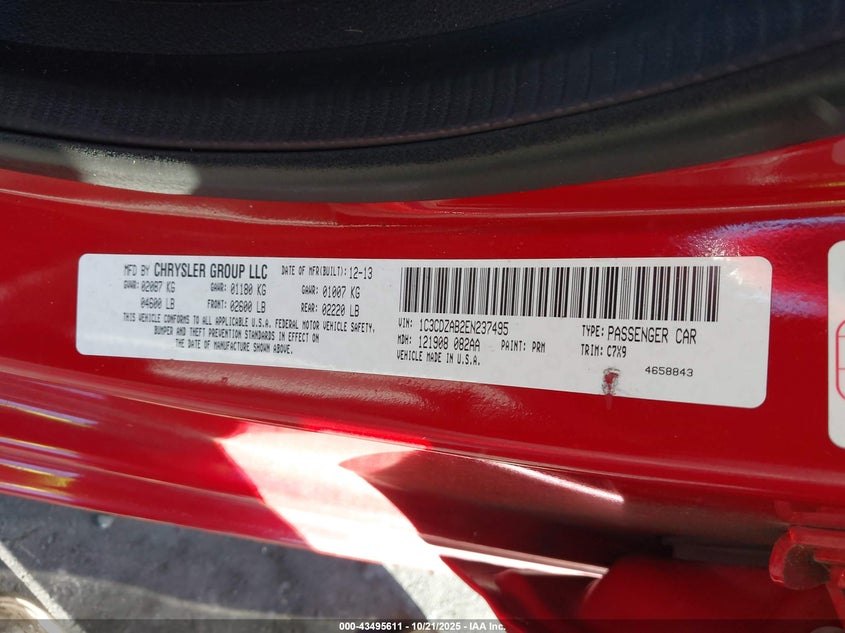 MFD BY CHRYSLER GROUP LLC DATE OF MFR(BUILT): 12-13
GVWR: 02087 KG GAWR: 01180 KG GAWR: 01007 KG
04600 LB FRONT: 02600 LB REAR: 02220 LB
THIS VEHICLE CONFORMS TO ALL APPLICABLE U.S.A. FEDERAL MOTOR VEHICLE SAFETY,
BUMPER AND THEFT PREVENTION STANDARDS IN EFFECT ON
THE DATE OF MANUFACTURE SHOWN ABOVE.
VIN: 1C3CDZAB2EN237495 TYPE: PASSENGER CAR
MDH: 121908 082AA PAINT: PRM TRIM: C7X9
VEHICLE MADE IN U.S.A.
4658843
000-43495611 - 10/21/2025 - IAA Inc.